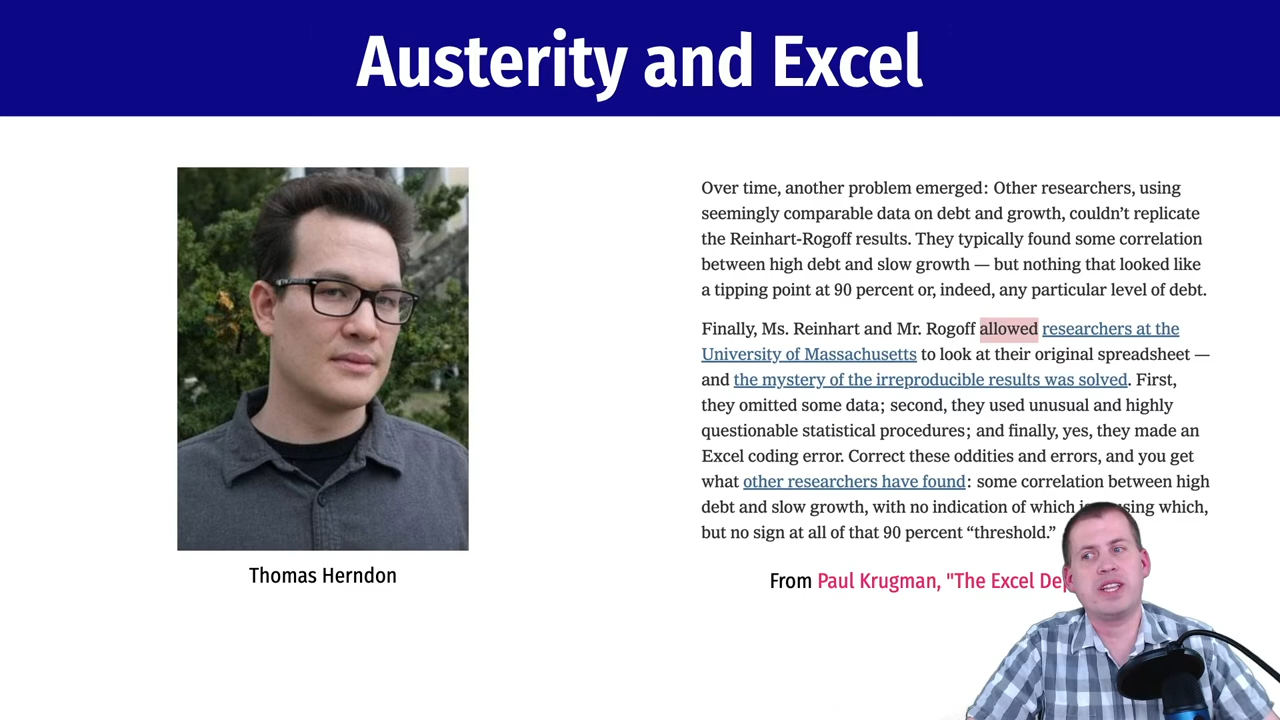 Austerity and Excel
Over time, another problem emerged: Other researchers, using
seemingly comparable data on debt and growth, couldn’t replicate
the Reinhart-Rogoff results. They typically found some correlation
between high debt and slow growth — but nothing that looked like
a tipping point at 90 percent or, indeed, any particular level of debt.
Finally, Ms. Reinhart and Mr. Rogoff allowed researchers at the
University of Massachusetts to look at their original spreadsheet —
and the mystery of the irreproducible results was solved. First,
they omitted some data; second, they used unusual and highly
questionable statistical procedures; and finally, yes, they made an
Excel coding error. Correct these oddities and errors, and you get
what other researchers have found: some correlation between high
debt and slow growth, with no indication of which which,
but no sign at all of that 90 percent “threshold.”
Thomas Herndon
From Paul Krugman, "The Excel